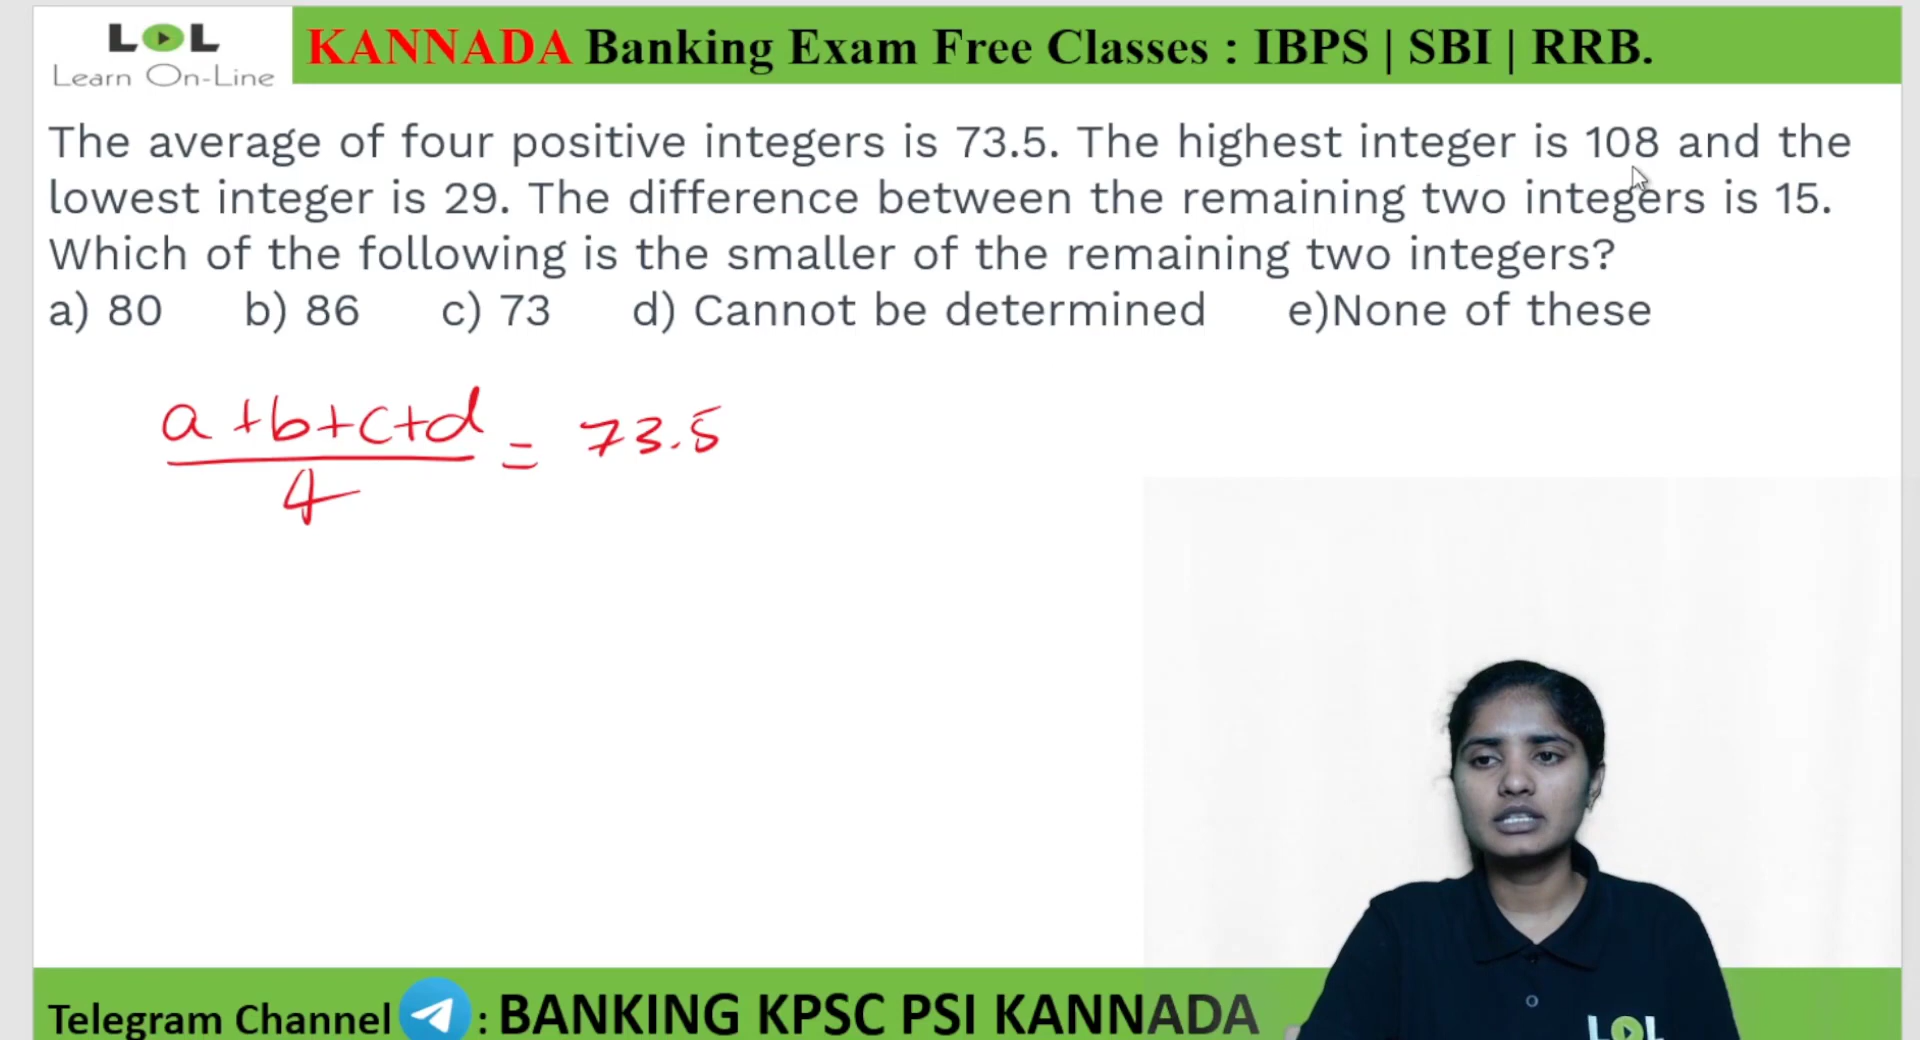 LOL
Learn On-Line
KANNADA Banking Exam Free Classes : IBPS | SBI | RRB.
The average of four positive integers is 73.5. The highest integer is 108 and the
lowest integer is 29. The difference between the remaining two integers is 15.
Which of the following is the smaller of the remaining two integers?
a) 80 b) 86 c) 73 d) Cannot be determined e)None of these
a+b+c+d
4
= 73.5
Telegram Channel : BANKING KPSC PSI KANNADA
LOL